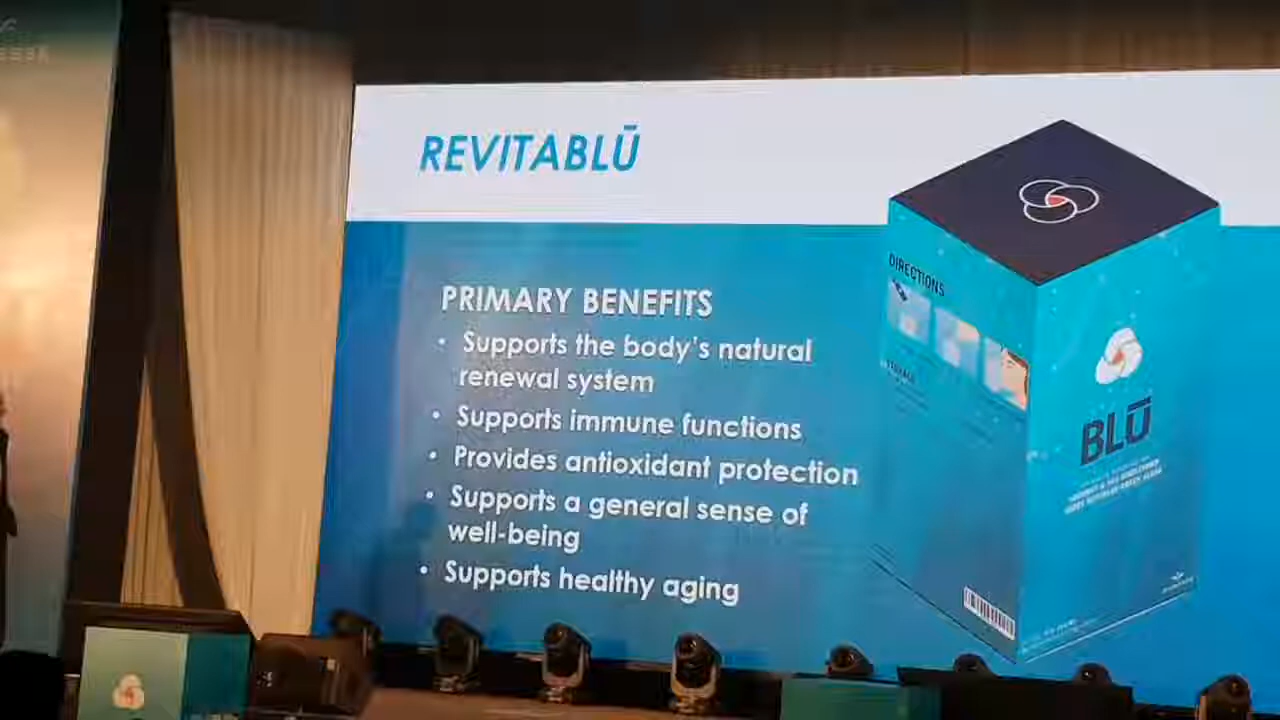 REVITABLŪ
PRIMARY BENEFITS
• Supports the body's natural
renewal system
• Supports immune functions
• Provides antioxidant protection
• Supports a general sense of
well-being
• Supports healthy aging
DIRECTIONS
BLŪ